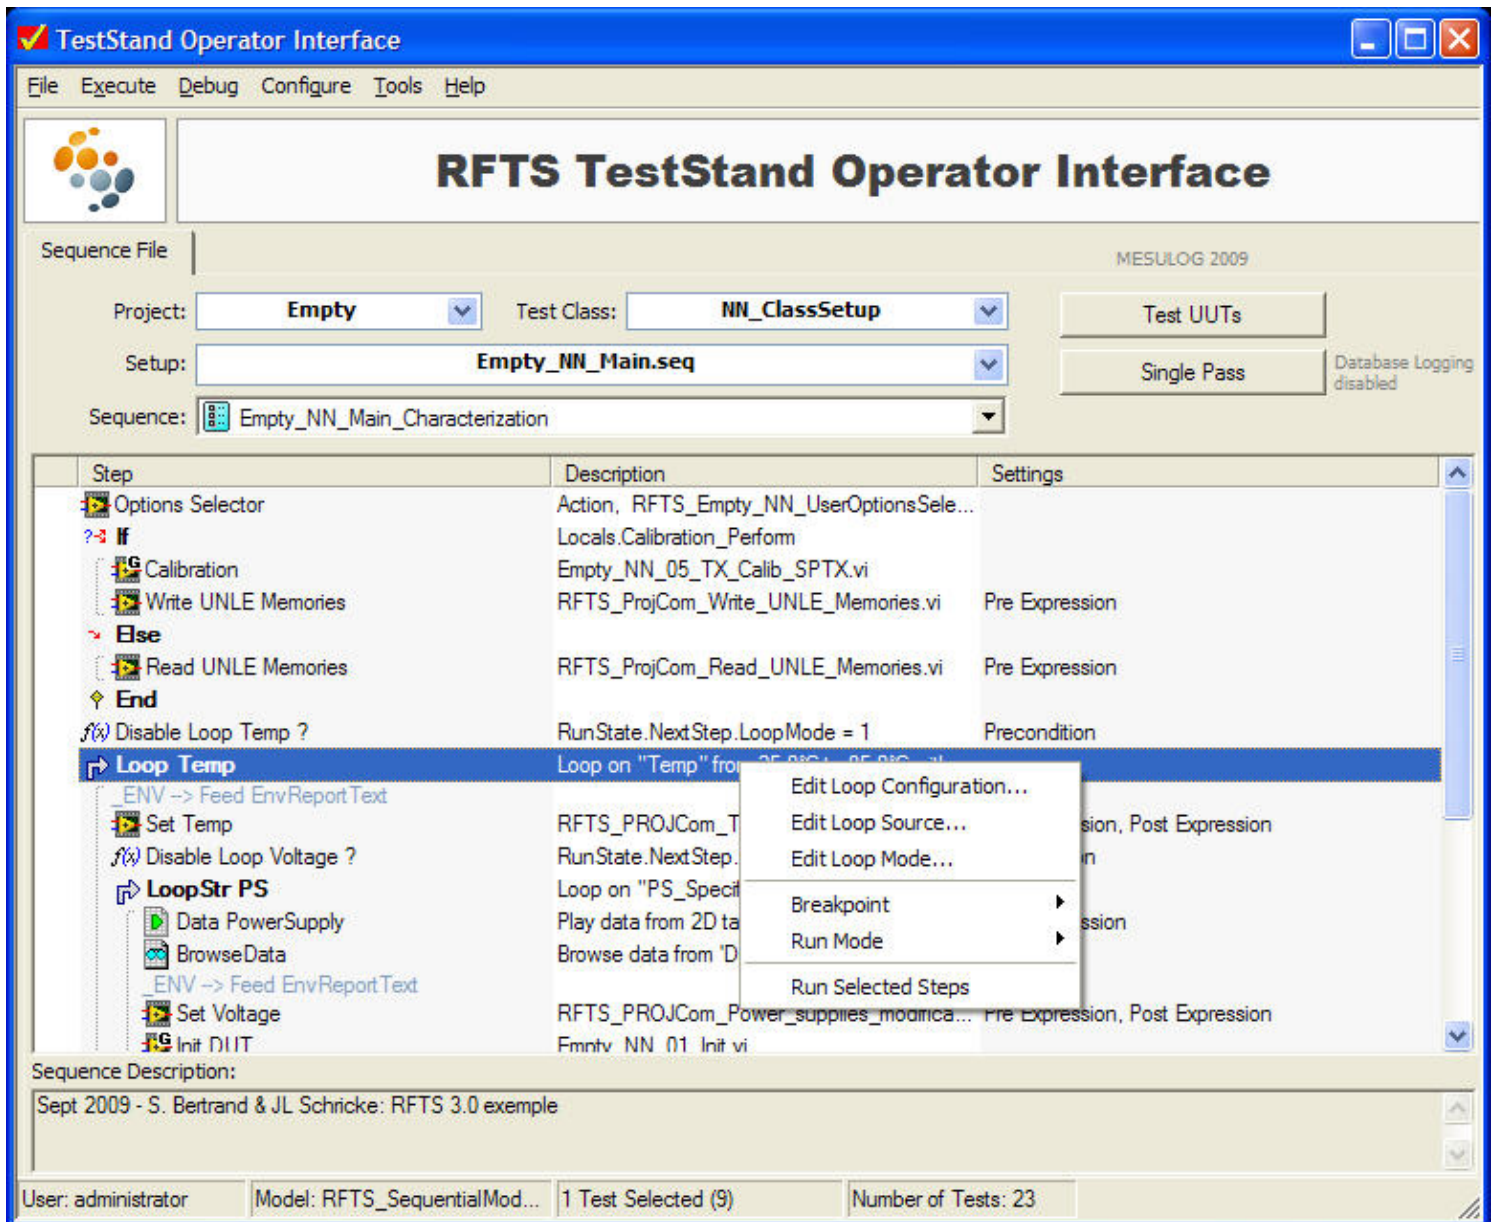 TestStand Operator Interface
File Execute Debug Configure Tools Help
RFTS TestStand Operator Interface
Sequence File
MESULOG 2009
Project: Empty Test Class: NN_ClassSetup Test UUTs
Setup: Empty_NN_Main.seq Single Pass Database Logging
disabled
Sequence: Empty_NN_Main_Characterization
Step Description Settings
Options Selector Action, RFTS_Empty_NN_UserOptionsSele...
If Locals.Calibration_Perform
Calibration Empty_NN_05_TX_Calib_SPTX.vi
Write UNLE Memories RFTS_ProjCom_Write_UNLE_Memories.vi Pre Expression
Else
Read UNLE Memories RFTS_ProjCom_Read_UNLE_Memories.vi Pre Expression
End
f(x) Disable Loop Temp ? RunState.NextStep.LoopMode = 1 Precondition
Loop Temp Loop on "Temp" from
Edit Loop Configuration...
_ENV --> Feed EnvReportText
Set Temp RFTS_PROJCom_T Edit Loop Source... sion, Post Expression
f(x) Disable Loop Voltage ? RunState.NextStep. Edit Loop Mode... n
LoopStr PS Loop on "PS_Specif Breakpoint
Data PowerSupply Play data from 2D ta ssion
Run Mode
BrowseData Browse data from 'D
_ENV --> Feed EnvReportText Run Selected Steps
Set Voltage RFTS_PROJCom_Power_supplies_modifica... Pre Expression, Post Expression
Init DUT Empty_NN_01_Init.vi
Sequence Description:
Sept 2009 - S. Bertrand & JL Schricke: RFTS 3.0 exemple
User: administrator Model: RFTS_SequentialMod... 1 Test Selected (9) Number of Tests: 23